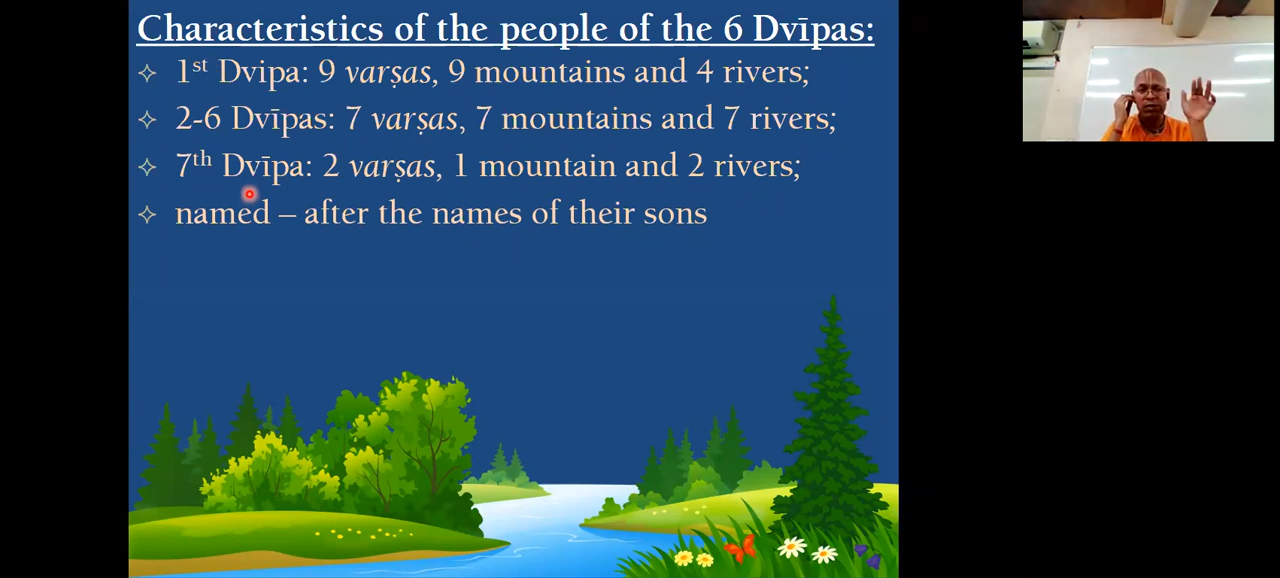 Characteristics of the people of the 6 Dvīpas:
1st Dvipa: 9 varṣas, 9 mountains and 4 rivers;
2-6 Dvīpas: 7 varṣas, 7 mountains and 7 rivers;
7th Dvīpa: 2 varṣas, 1 mountain and 2 rivers;
named – after the names of their sons